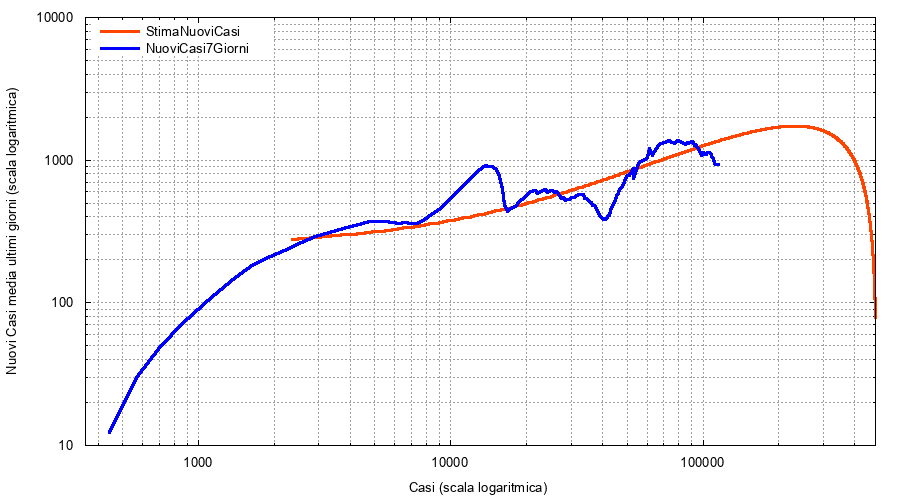 StimaNuoviCasi
NuoviCasi7Giorni
10000
1000
100
10
1000
10000
100000
Nuovi Casi media ultimi giorni (scala logaritmica)
Casi (scala logaritmica)